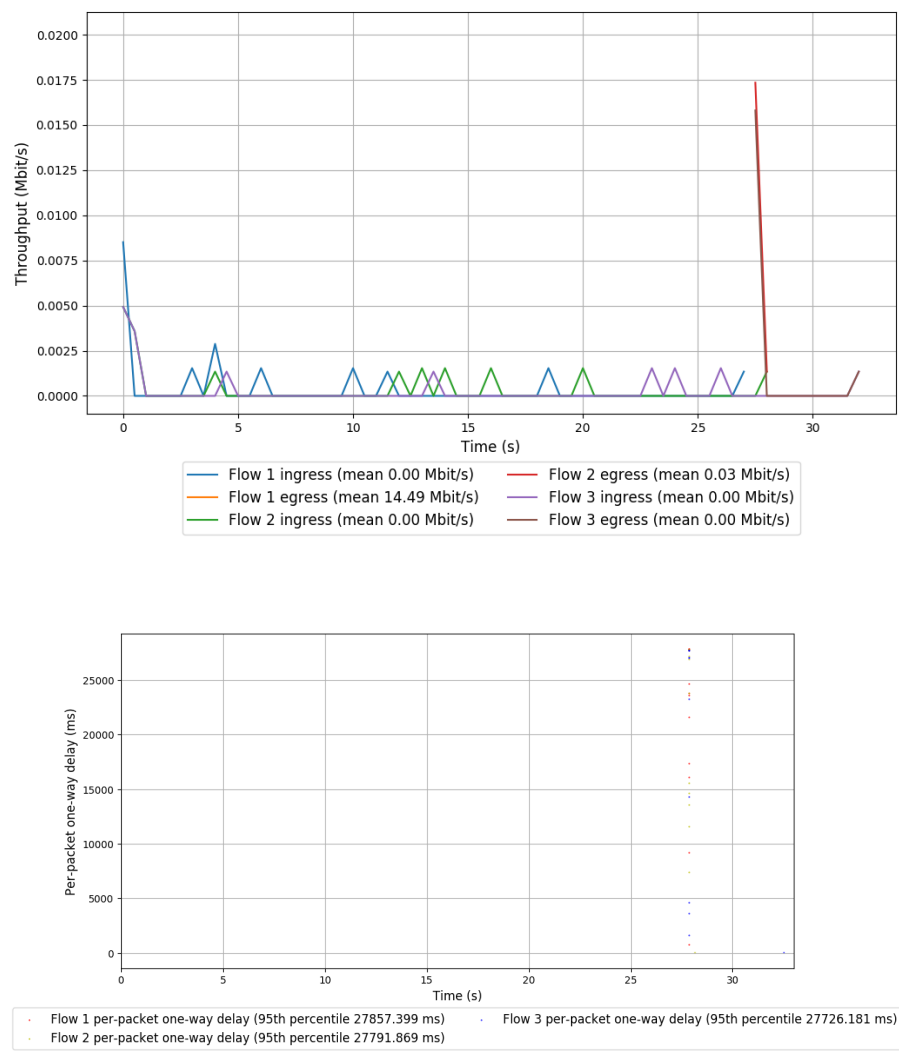 0.0200
0.0175
0.0150
0.0125
0.0100
0.0075
0.0050
0.0025
0.0000
Throughput (Mbit/s)
0 5 10 15 20 25 30
Time (s)
Flow 1 ingress (mean 0.00 Mbit/s) Flow 2 egress (mean 0.03 Mbit/s)
Flow 1 egress (mean 14.49 Mbit/s) Flow 3 ingress (mean 0.00 Mbit/s)
Flow 2 ingress (mean 0.00 Mbit/s) Flow 3 egress (mean 0.00 Mbit/s)
25000
20000
15000
10000
5000
0
Per-packet one-way delay (ms)
0 5 10 15 20 25 30
Time (s)
Flow 1 per-packet one-way delay (95th percentile 27857.399 ms) Flow 3 per-packet one-way delay (95th percentile 27726.181 ms)
Flow 2 per-packet one-way delay (95th percentile 27791.869 ms)